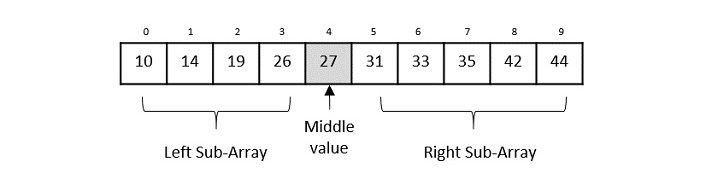 0 1 2 3 4 5 6 7 8 9
10 14 19 26 27 31 33 35 42 44
Middle
value
Left Sub-Array
Right Sub-Array